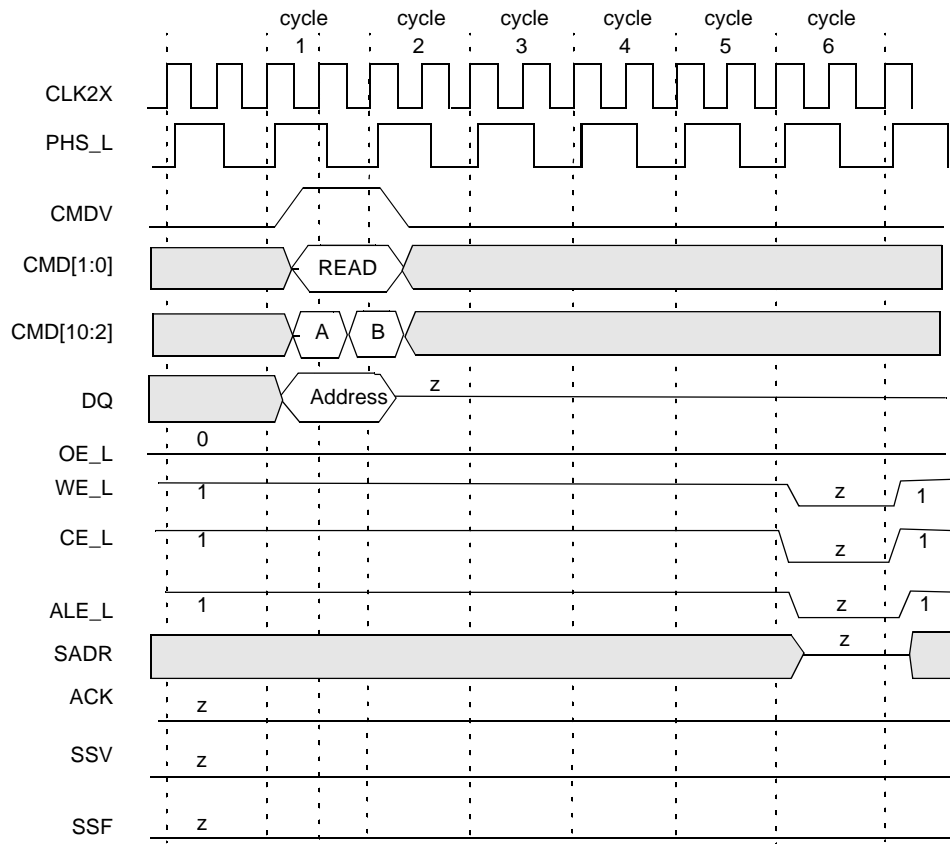 cycle cycle cycle cycle cycle cycle
1 2 3 4 5 6
CLK2X
PHS_L
CMDV
CMD[1:0] READ
CMD[10:2] A B
DQ Address z
OE_L 0
WE_L 1 z 1
CE_L 1 z 1
ALE_L 1 z 1
SADR z
ACK z
SSV z
SSF z